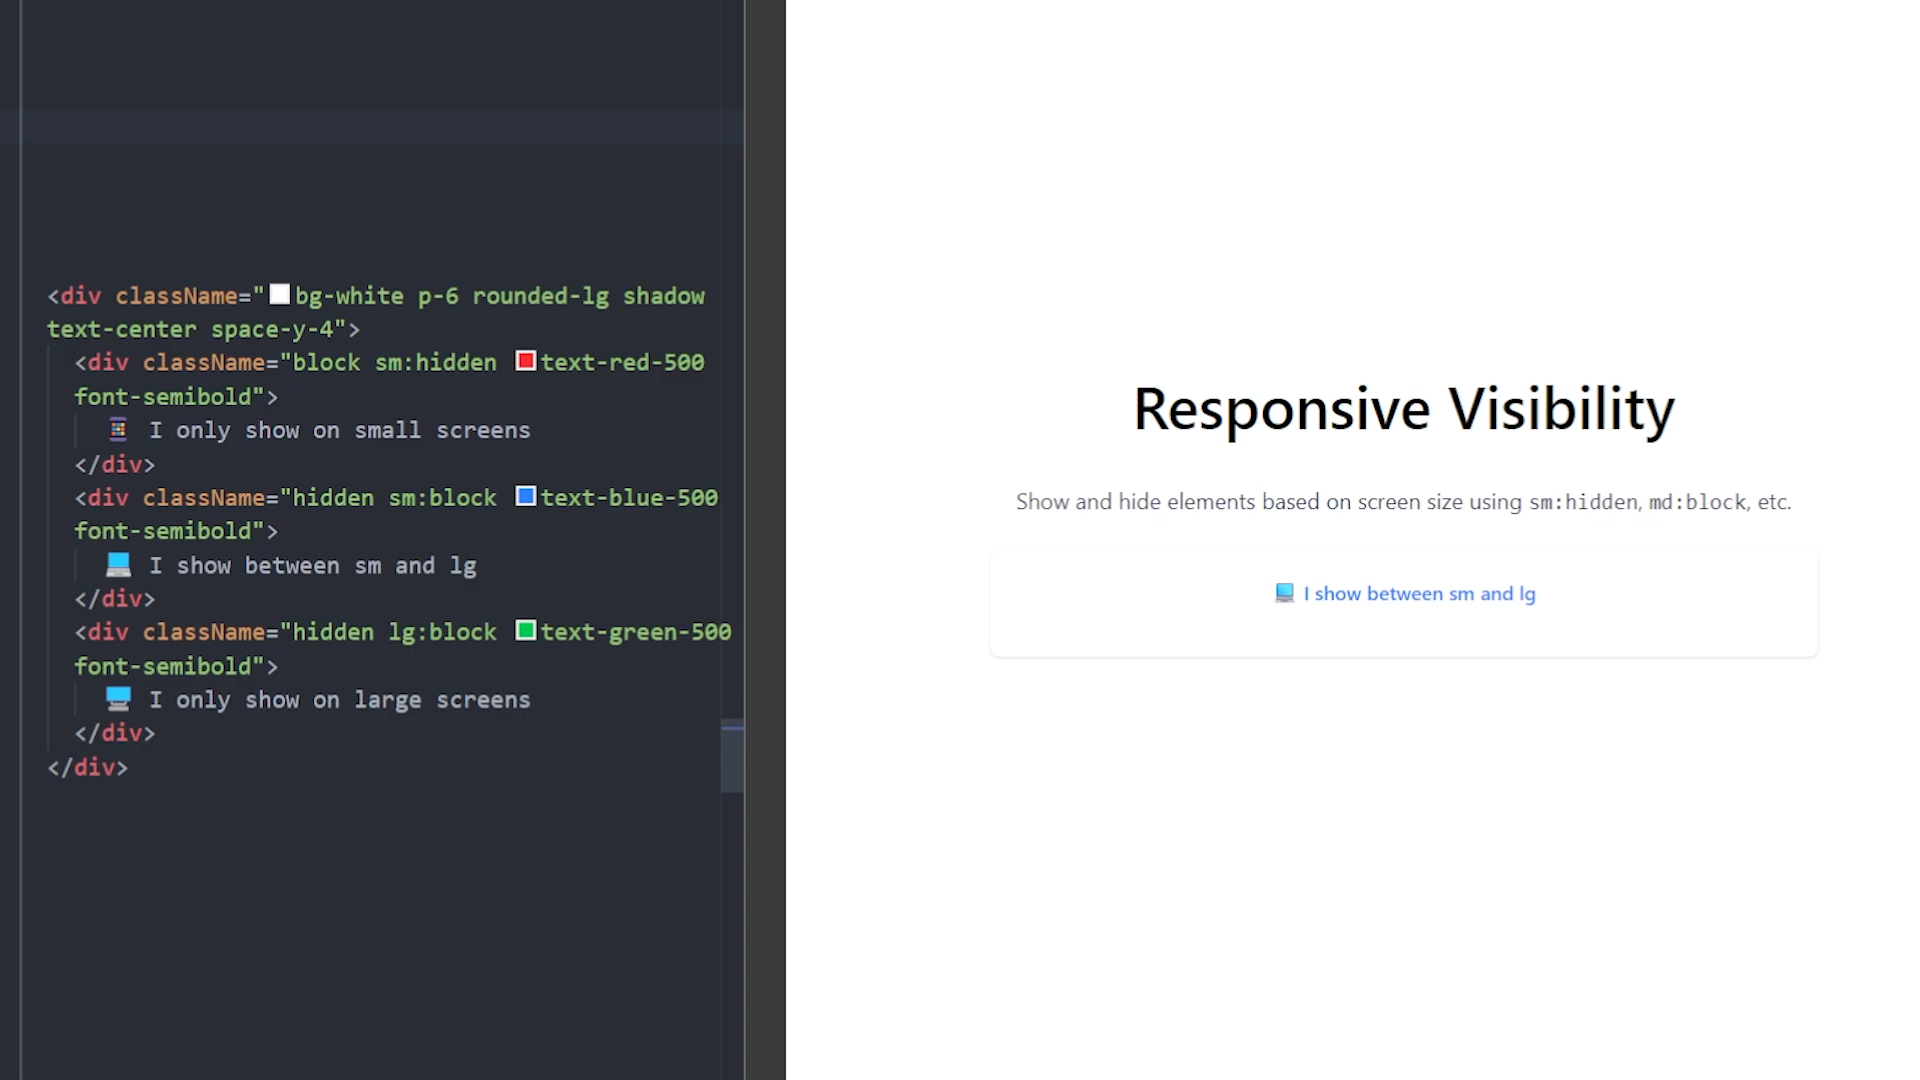 <div className="bg-white p-6 rounded-lg shadow
text-center space-y-4">
<div className="block sm:hidden text-red-500
font-semibold">
📱 I only show on small screens
</div>
<div className="hidden sm:block text-blue-500
font-semibold">
💻 I show between sm and lg
</div>
<div className="hidden lg:block text-green-500
font-semibold">
🖥 I only show on large screens
</div>
</div>
Responsive Visibility
Show and hide elements based on screen size using sm:hidden, md:block, etc.
💻 I show between sm and lg